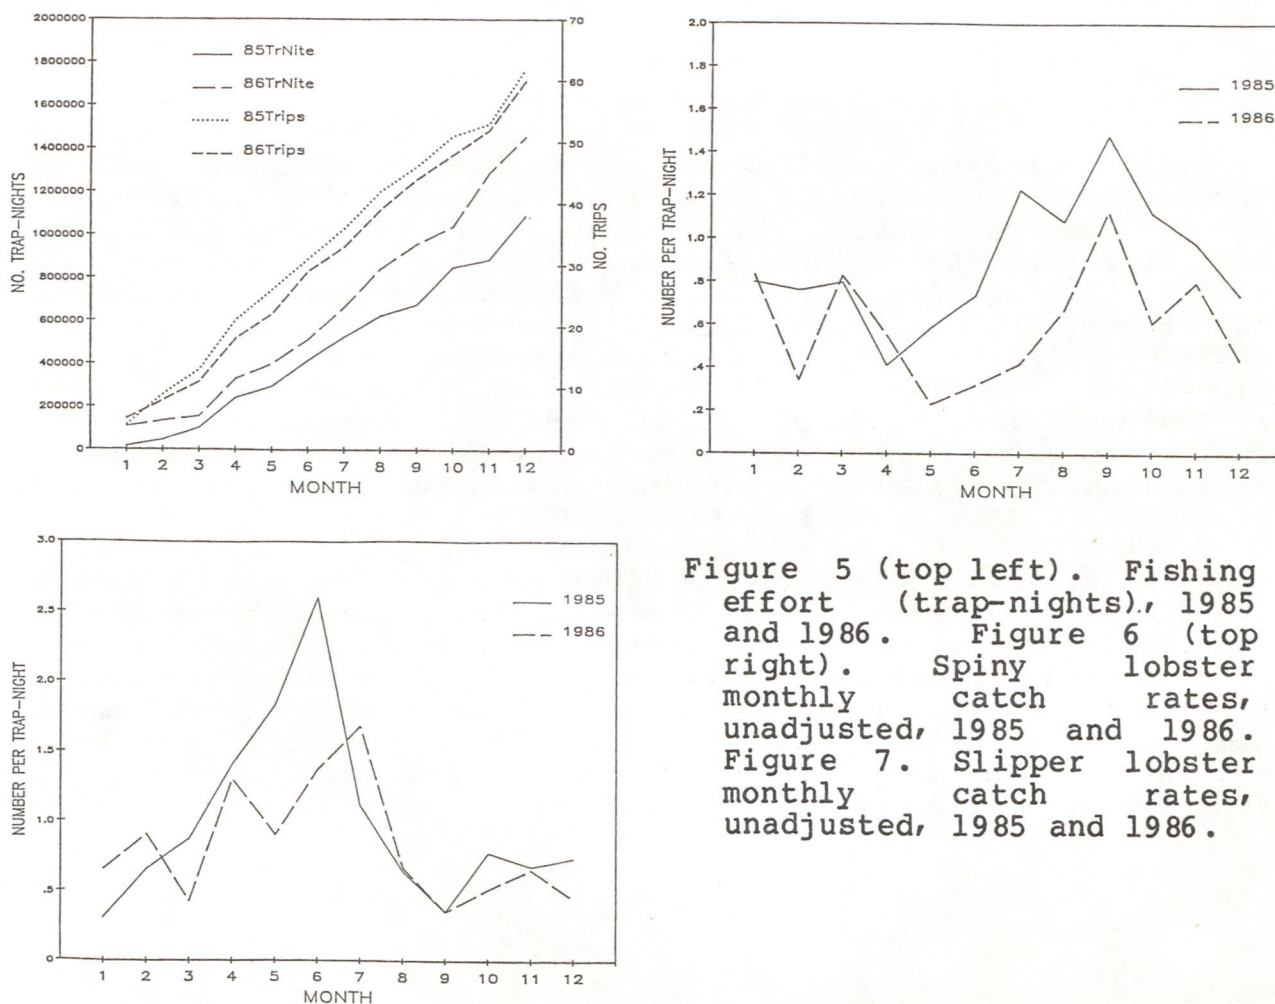 2000000
1800000
1600000
1400000
1200000
1000000
800000
600000
400000
200000
0
NO. TRAP-NIGHTS
85TrNite
86TrNite
85Trips
86Trips
70
60
50
40
30
20
10
0
NO. TRIPS
1 2 3 4 5 6 7 8 9 10 11 12
MONTH
2.0
1.8
1.6
1.4
1.2
1.0
.8
.6
.4
.2
0
NUMBER PER TRAP-NIGHT
1985
1986
1 2 3 4 5 6 7 8 9 10 11 12
MONTH
3.0
2.5
2.0
1.5
1.0
.5
0
NUMBER PER TRAP-NIGHT
1985
1986
1 2 3 4 5 6 7 8 9 10 11 12
MONTH
Figure 5 (top left). Fishing
effort (trap-nights)., 1985
and 1986. Figure 6 (top
right). Spiny lobster
monthly catch rates,
unadjusted, 1985 and 1986.
Figure 7. Slipper lobster
monthly catch rates,
unadjusted, 1985 and 1986.